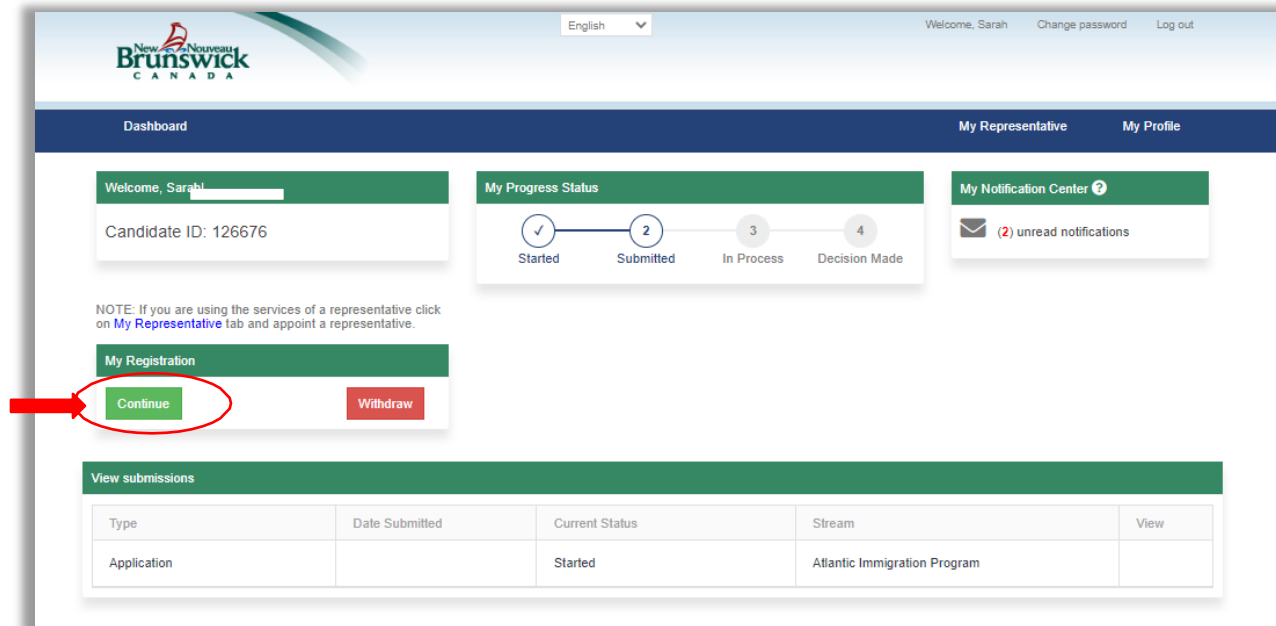 English
Welcome, Sarah
Change password
Log out
New Nouveau
Brunswick
CANADA
Dashboard
My Representative
My Profile
Welcome, Sarah!
Candidate ID: 126676
My Progress Status
✓
2
3
4
Started
Submitted
In Process
Decision Made
My Notification Center ?
(2) unread notifications
NOTE: If you are using the services of a representative click
on My Representative tab and appoint a representative.
My Registration
Continue
Withdraw
View submissions
Type
Date Submitted
Current Status
Stream
View
Application
Started
Atlantic Immigration Program